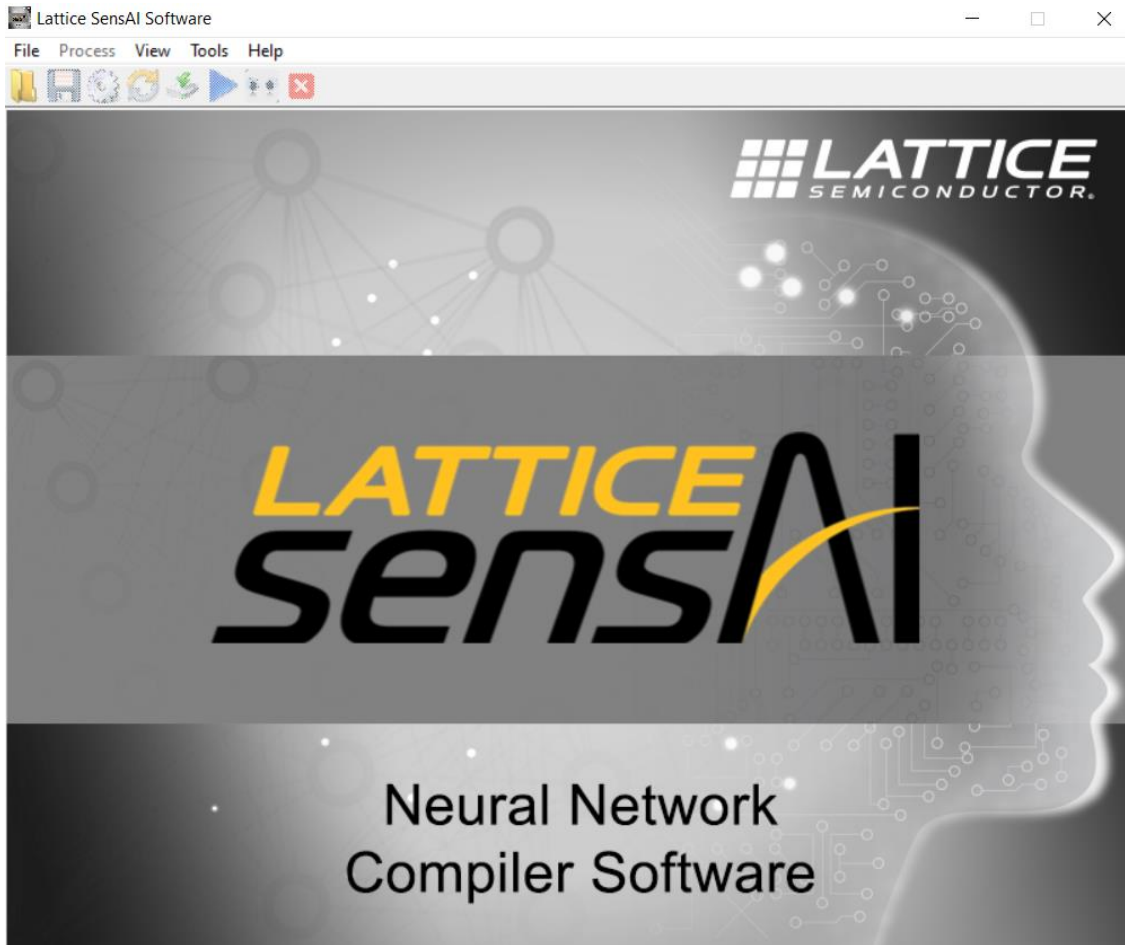 Lattice SensAI Software
File Process View Tools Help
LATTICE
SEMICONDUCTOR.
LATTICE
sensAI
Neural Network
Compiler Software